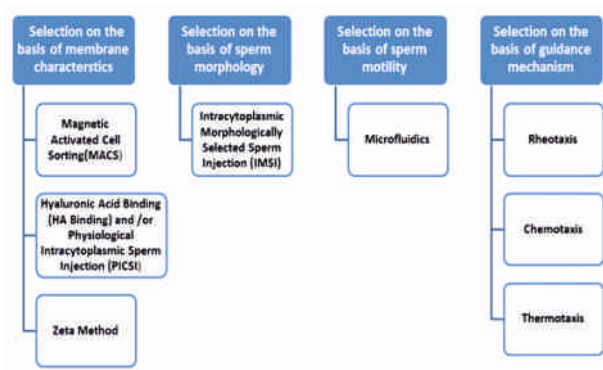 Selection on the
basis of membrane
characterstics
Magnetic
Activated Cell
Sorting(MACS)
Hyaluronic Acid Binding
(HA Binding) and /or
Physiological
Intracytoplasmic Sperm
Injection (PICSI)
Zeta Method
Selection on the
basis of sperm
morphology
Intracytoplasmic
Morphologically
Selected Sperm
Injection (IMSI)
Selection on the
basis of sperm
motility
Microfluidics
Selection on the
basis of guidance
mechanism
Rheotaxis
Chemotaxis
Thermotaxis